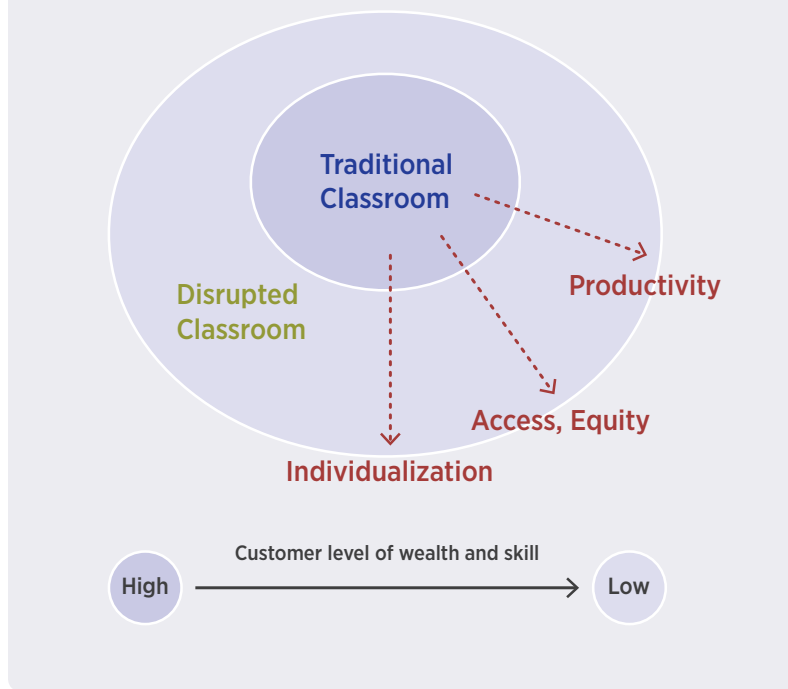 Traditional
Classroom
Disrupted
Classroom
Productivity
Access, Equity
Individualization
Customer level of wealth and skill
High
Low